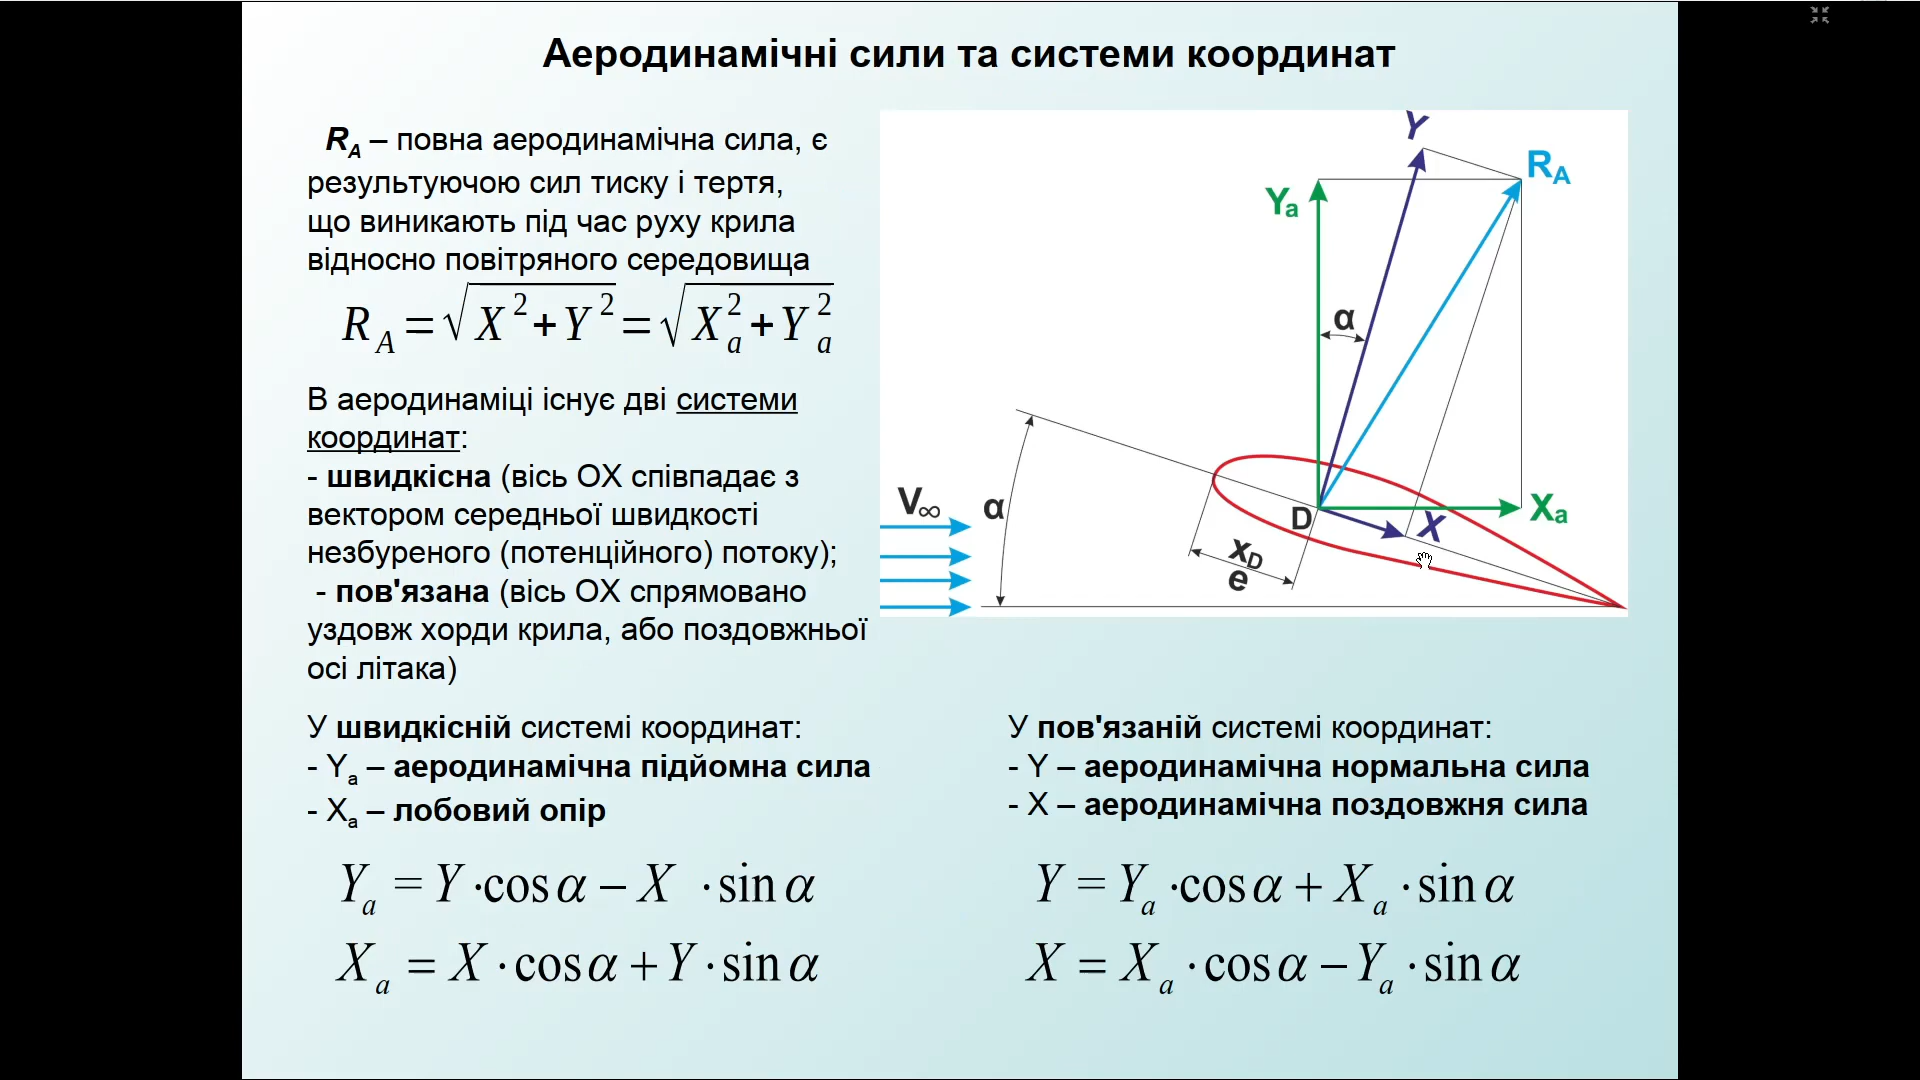 Аеродинамічні сили та системи координат
R_A – повна аеродинамічна сила, є
результуючою сил тиску і тертя,
що виникають під час руху крила
відносно повітряного середовища
R_A = √(X² + Y²) = √(X_a² + Y_a²)
В аеродинаміці існує дві системи
координат:
- швидкісна (вісь ОХ співпадає з
вектором середньої швидкості
незбуреного (потенційного) потоку);
- пов'язана (вісь ОХ спрямовано
уздовж хорди крила, або поздовжньої
осі літака)
Y
R_A
Y_a
α
V_∞
α
D
X
X_a
x_D
e
У швидкісній системі координат:
- Y_a – аеродинамічна підйомна сила
- X_a – лобовий опір
Y_a = Y · cos α – X · sin α
X_a = X · cos α + Y · sin α
У пов'язаній системі координат:
- Y – аеродинамічна нормальна сила
- X – аеродинамічна поздовжня сила
Y = Y_a · cos α + X_a · sin α
X = X_a · cos α – Y_a · sin α